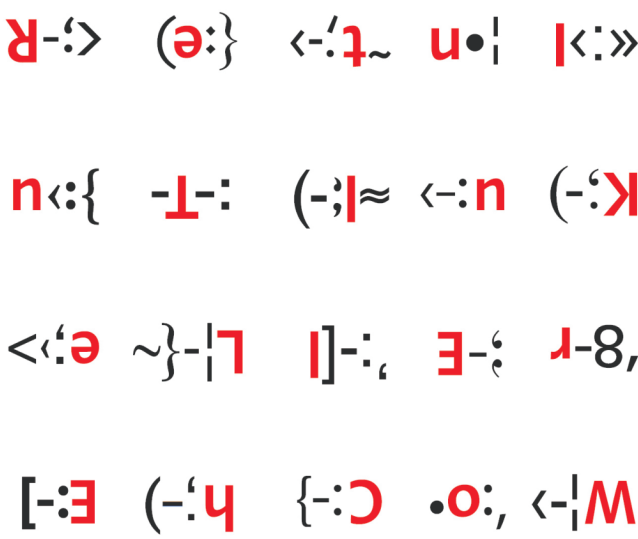 M¦-› ‘:o• C:-} h;-) E:-]
‘8-r ;-E ,:-[I L¦-{~ e;›<
K;-) u:-› ≈l;-) :-T- }:›u
«:›l ¦•u ~t;-› {:e) <;-R